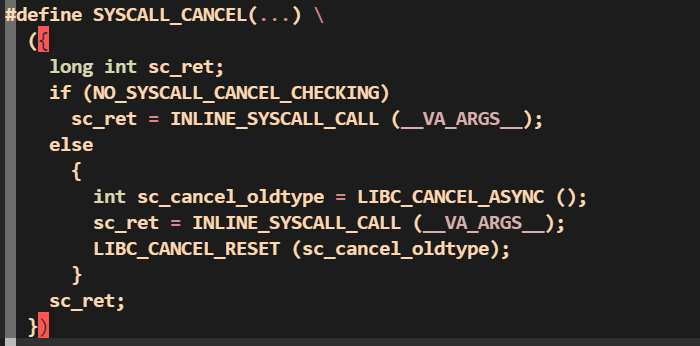 #define SYSCALL_CANCEL(...) \
  ({
    long int sc_ret;
    if (NO_SYSCALL_CANCEL_CHECKING)
      sc_ret = INLINE_SYSCALL_CALL (__VA_ARGS__);
    else
      {
        int sc_cancel_oldtype = LIBC_CANCEL_ASYNC ();
        sc_ret = INLINE_SYSCALL_CALL (__VA_ARGS__);
        LIBC_CANCEL_RESET (sc_cancel_oldtype);
      }
    sc_ret;
  })